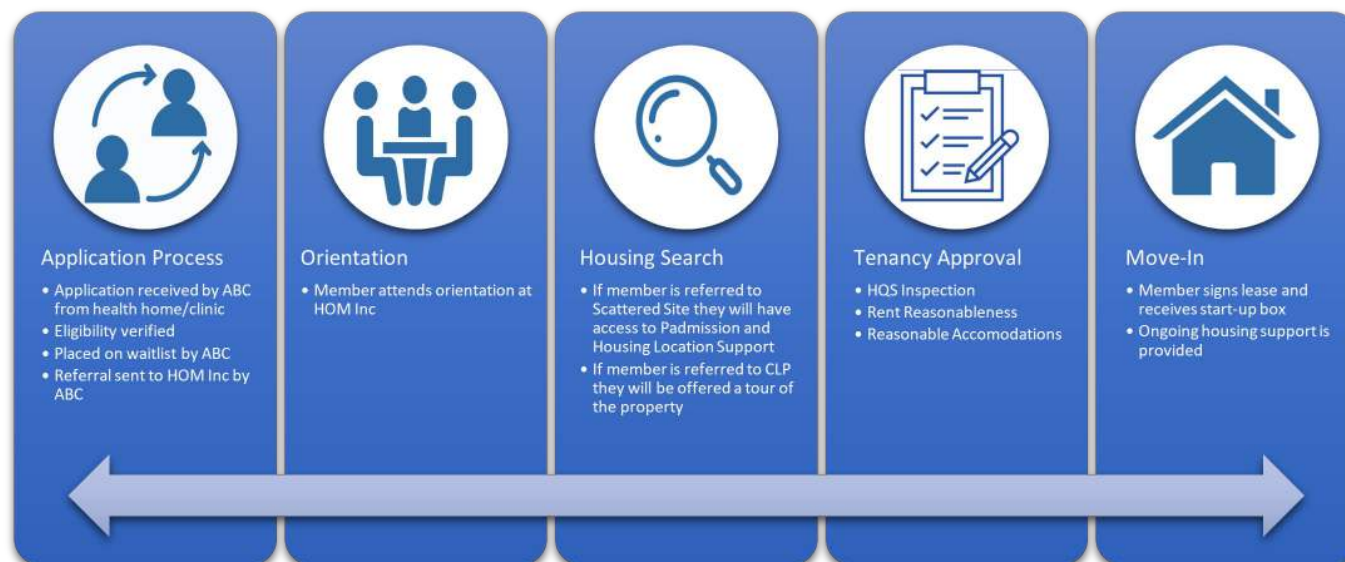 Application Process
• Application received by ABC
from health home/clinic
• Eligibility verified
• Placed on waitlist by ABC
• Referral sent to HOM Inc by
ABC
Orientation
• Member attends orientation at
HOM Inc
Housing Search
• If member is referred to
Scattered Site they will have
access to Padmission and
Housing Location Support
• If member is referred to CLP
they will be offered a tour of
the property
Tenancy Approval
• HQS Inspection
• Rent Reasonableness
• Reasonable Accomodations
Move-In
• Member signs lease and
receives start-up box
• Ongoing housing support is
provided